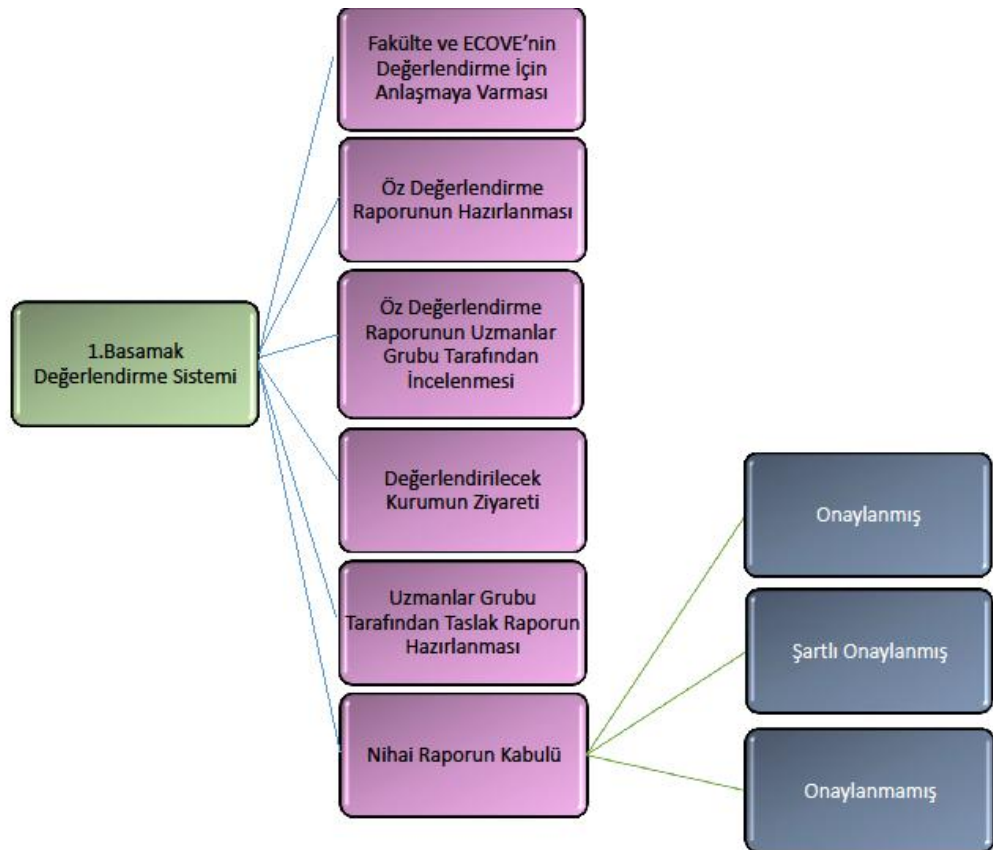 Fakülte ve ECOVE’nin
Değerlendirme İçin
Anlaşmaya Varması
Öz Değerlendirme
Raporunun Hazırlanması
Öz Değerlendirme
Raporunun Uzmanlar
Grubu Tarafından
İncelenmesi
1.Basamak
Değerlendirme Sistemi
Değerlendirilecek
Kurumun Ziyareti
Uzmanlar Grubu
Tarafından Taslak Raporun
Hazırlanması
Nihai Raporun Kabulü
Onaylanmış
Şartlı Onaylanmış
Onaylanmamış